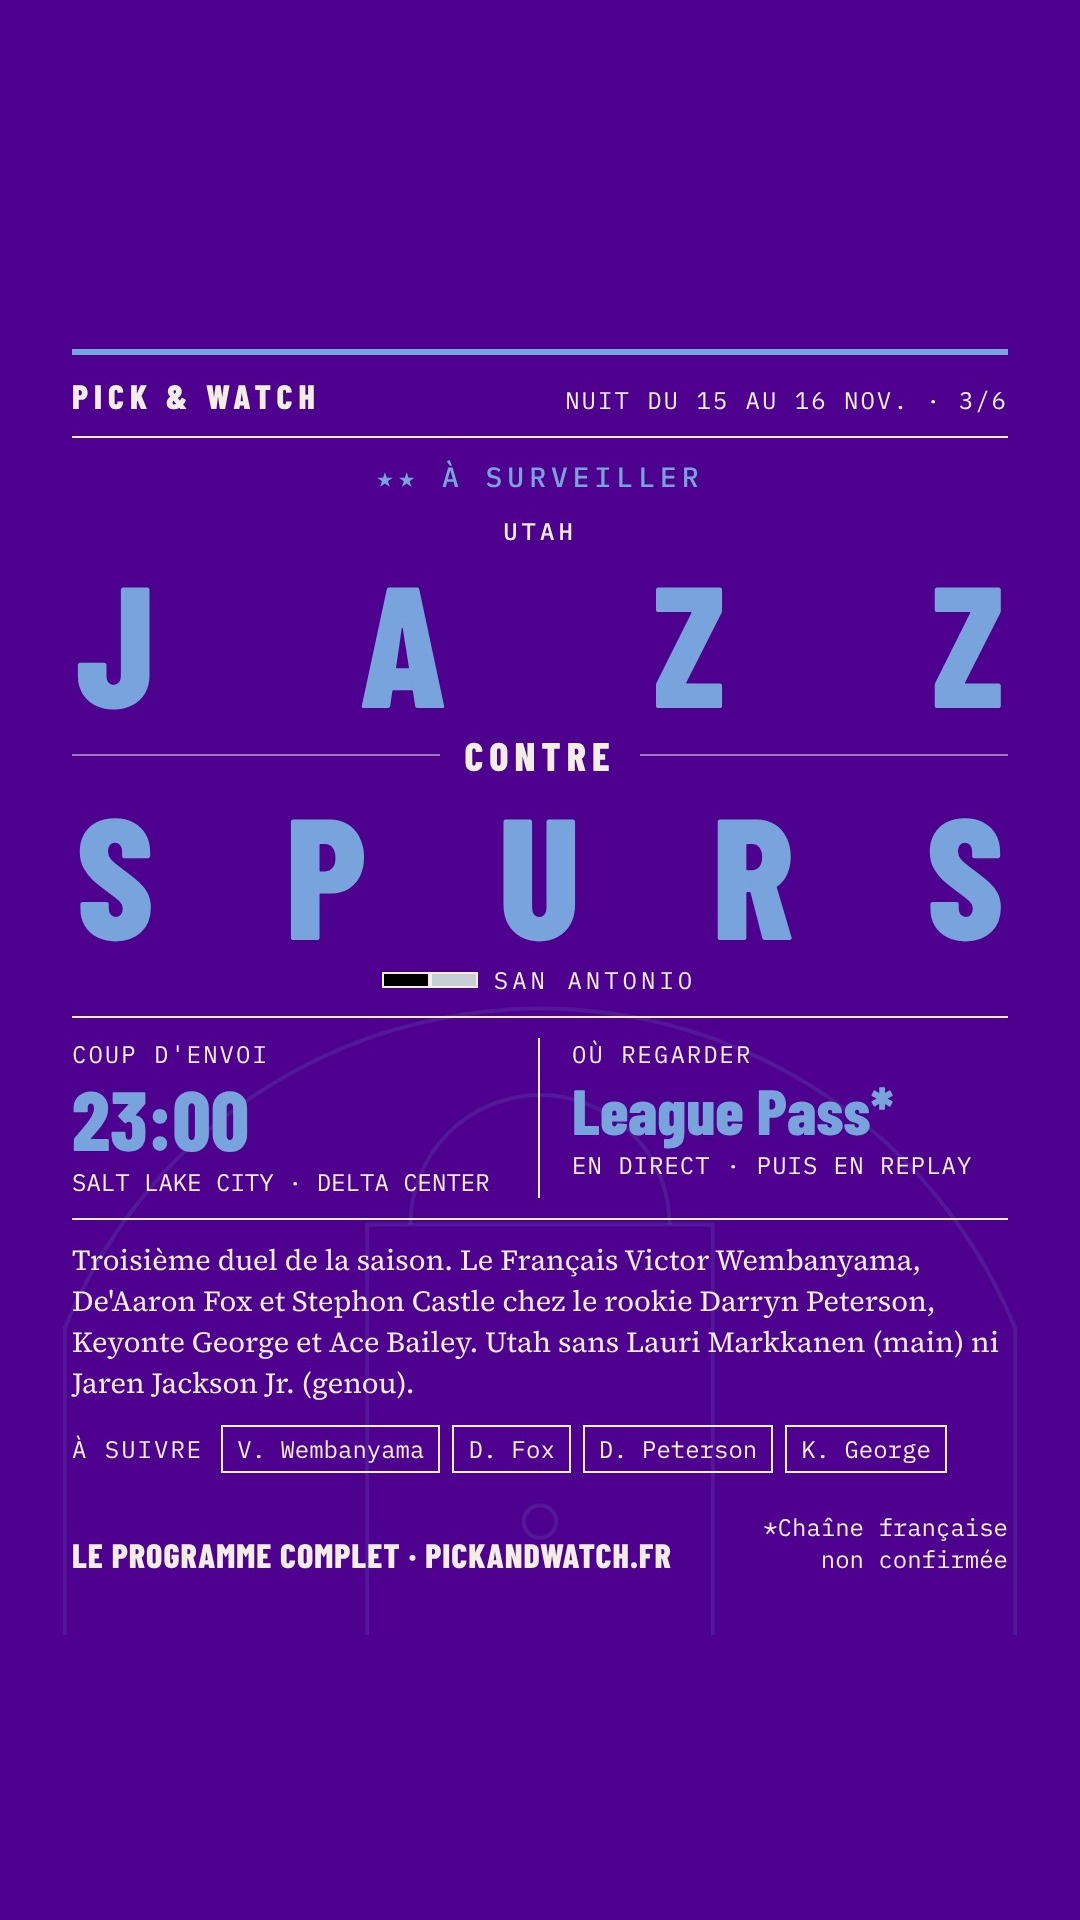 PICK & WATCH
NUIT DU 15 AU 16 NOV. · 3/6
★★ À SURVEILLER
UTAH
JAZZ
CONTRE
SPURS
SAN ANTONIO
COUP D'ENVOI
23:00
SALT LAKE CITY · DELTA CENTER
OÙ REGARDER
League Pass*
EN DIRECT · PUIS EN REPLAY
Troisième duel de la saison. Le Français Victor Wembanyama,
De'Aaron Fox et Stephon Castle chez le rookie Darryn Peterson,
Keyonte George et Ace Bailey. Utah sans Lauri Markkanen (main) ni
Jaren Jackson Jr. (genou).
À SUIVRE V. Wembanyama D. Fox D. Peterson K. George
LE PROGRAMME COMPLET · PICKANDWATCH.FR
*Chaîne française
non confirmée